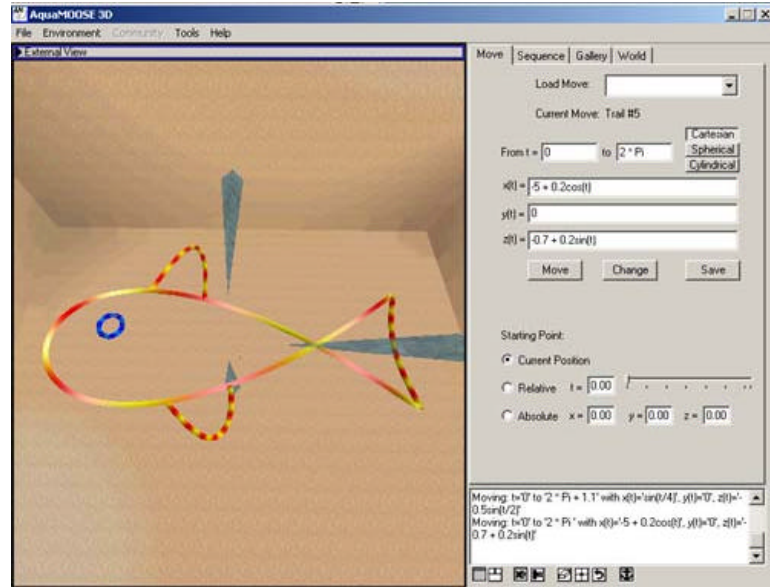 AquaMOOSE 3D
File Environment Community Tools Help
External View
Move Sequence Gallery World
Load Move:
Current Move: Trail #5
Cartesian
From t = 0 to 2 * Pi Spherical
Cylindrical
x(t) = -5 + 0.2cos(t)
y(t) = 0
z(t) = -0.7 + 0.2sin(t)
Move Change Save
Starting Point:
Current Position
Relative t = 0.00
Absolute x = 0.00 y = 0.00 z = 0.00
Moving: t='0' to '2 * Pi + 1.1' with x(t)='sin(t/4)', y(t)='0', z(t)='-
0.5sin(t/2)'
Moving: t='0' to '2 * Pi ' with x(t)='-5 + 0.2cos(t)', y(t)='0', z(t)='-
0.7 + 0.2sin(t)'